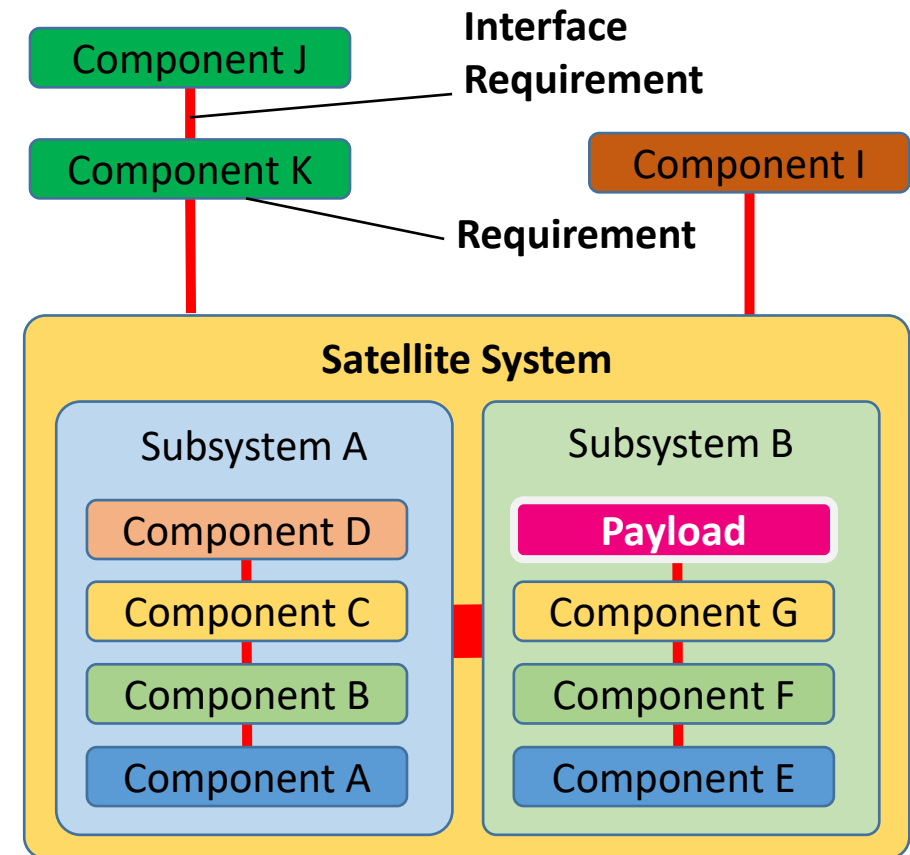 Component J
Interface
Requirement
Component K
Component I
Requirement
Satellite System
Subsystem A
Component D
Component C
Component B
Component A
Subsystem B
Payload
Component G
Component F
Component E